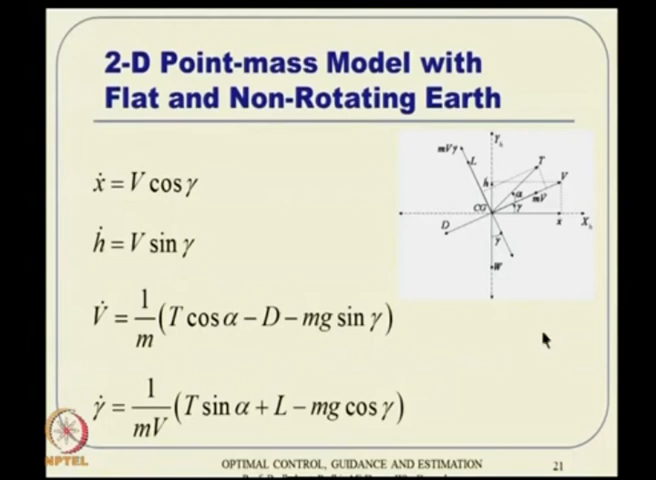 2-D Point-mass Model with
Flat and Non-Rotating Earth
ẋ = V cos γ
ḣ = V sin γ
V̇ = 1/m (T cos α − D − mg sin γ)
γ̇ = 1/mV (T sin α + L − mg cos γ)
mVγ̇
L
h
T
V
α
mV̇
γ
CG
D
ẋ
X
γ
W
NPTEL
OPTIMAL CONTROL, GUIDANCE AND ESTIMATION
21